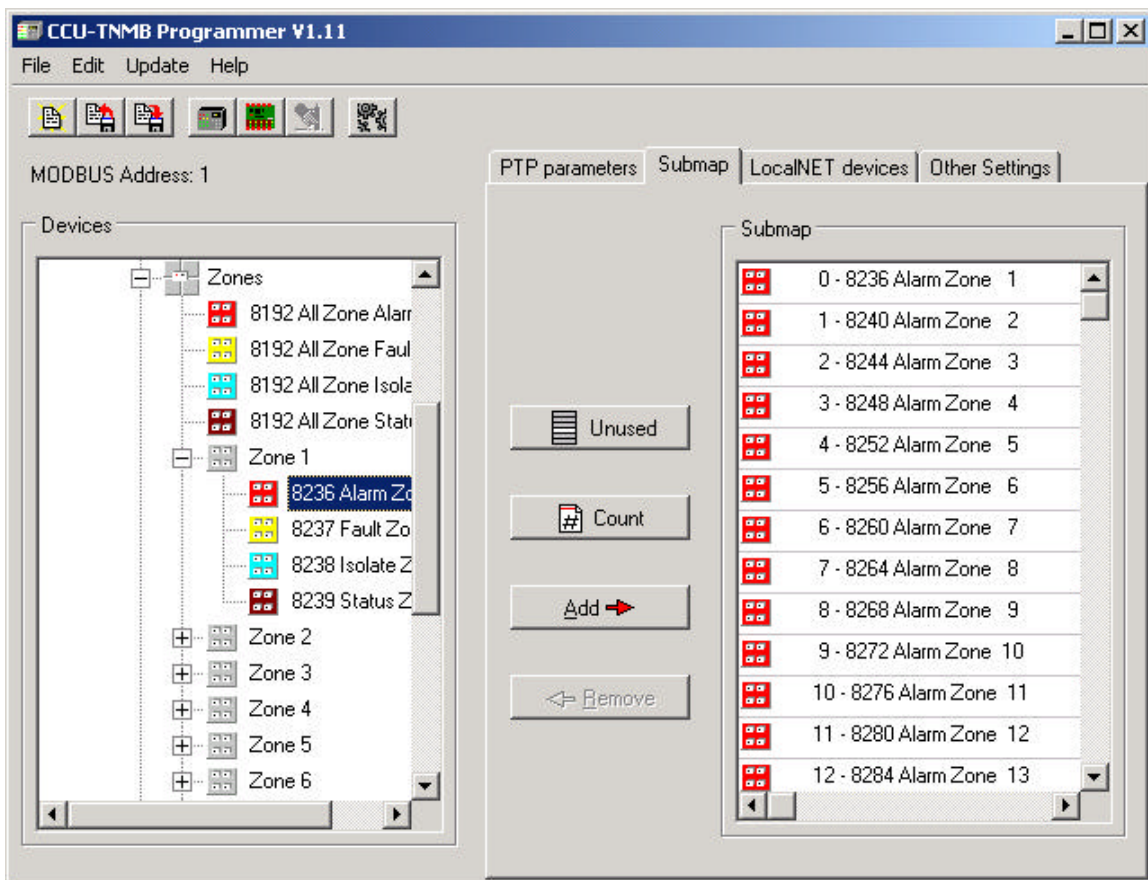 CCU-TNMB Programmer V1.11
File Edit Update Help
MODBUS Address: 1
PTP parameters Submap LocalNET devices Other Settings
Devices
Zones
8192 All Zone Alarm
8192 All Zone Faul
8192 All Zone Isola
8192 All Zone Stat
Zone 1
8236 Alarm Zo
8237 Fault Zo
8238 Isolate Z
8239 Status Z
Zone 2
Zone 3
Zone 4
Zone 5
Zone 6
Unused
# Count
Add
Remove
Submap
0 - 8236 Alarm Zone 1
1 - 8240 Alarm Zone 2
2 - 8244 Alarm Zone 3
3 - 8248 Alarm Zone 4
4 - 8252 Alarm Zone 5
5 - 8256 Alarm Zone 6
6 - 8260 Alarm Zone 7
7 - 8264 Alarm Zone 8
8 - 8268 Alarm Zone 9
9 - 8272 Alarm Zone 10
10 - 8276 Alarm Zone 11
11 - 8280 Alarm Zone 12
12 - 8284 Alarm Zone 13